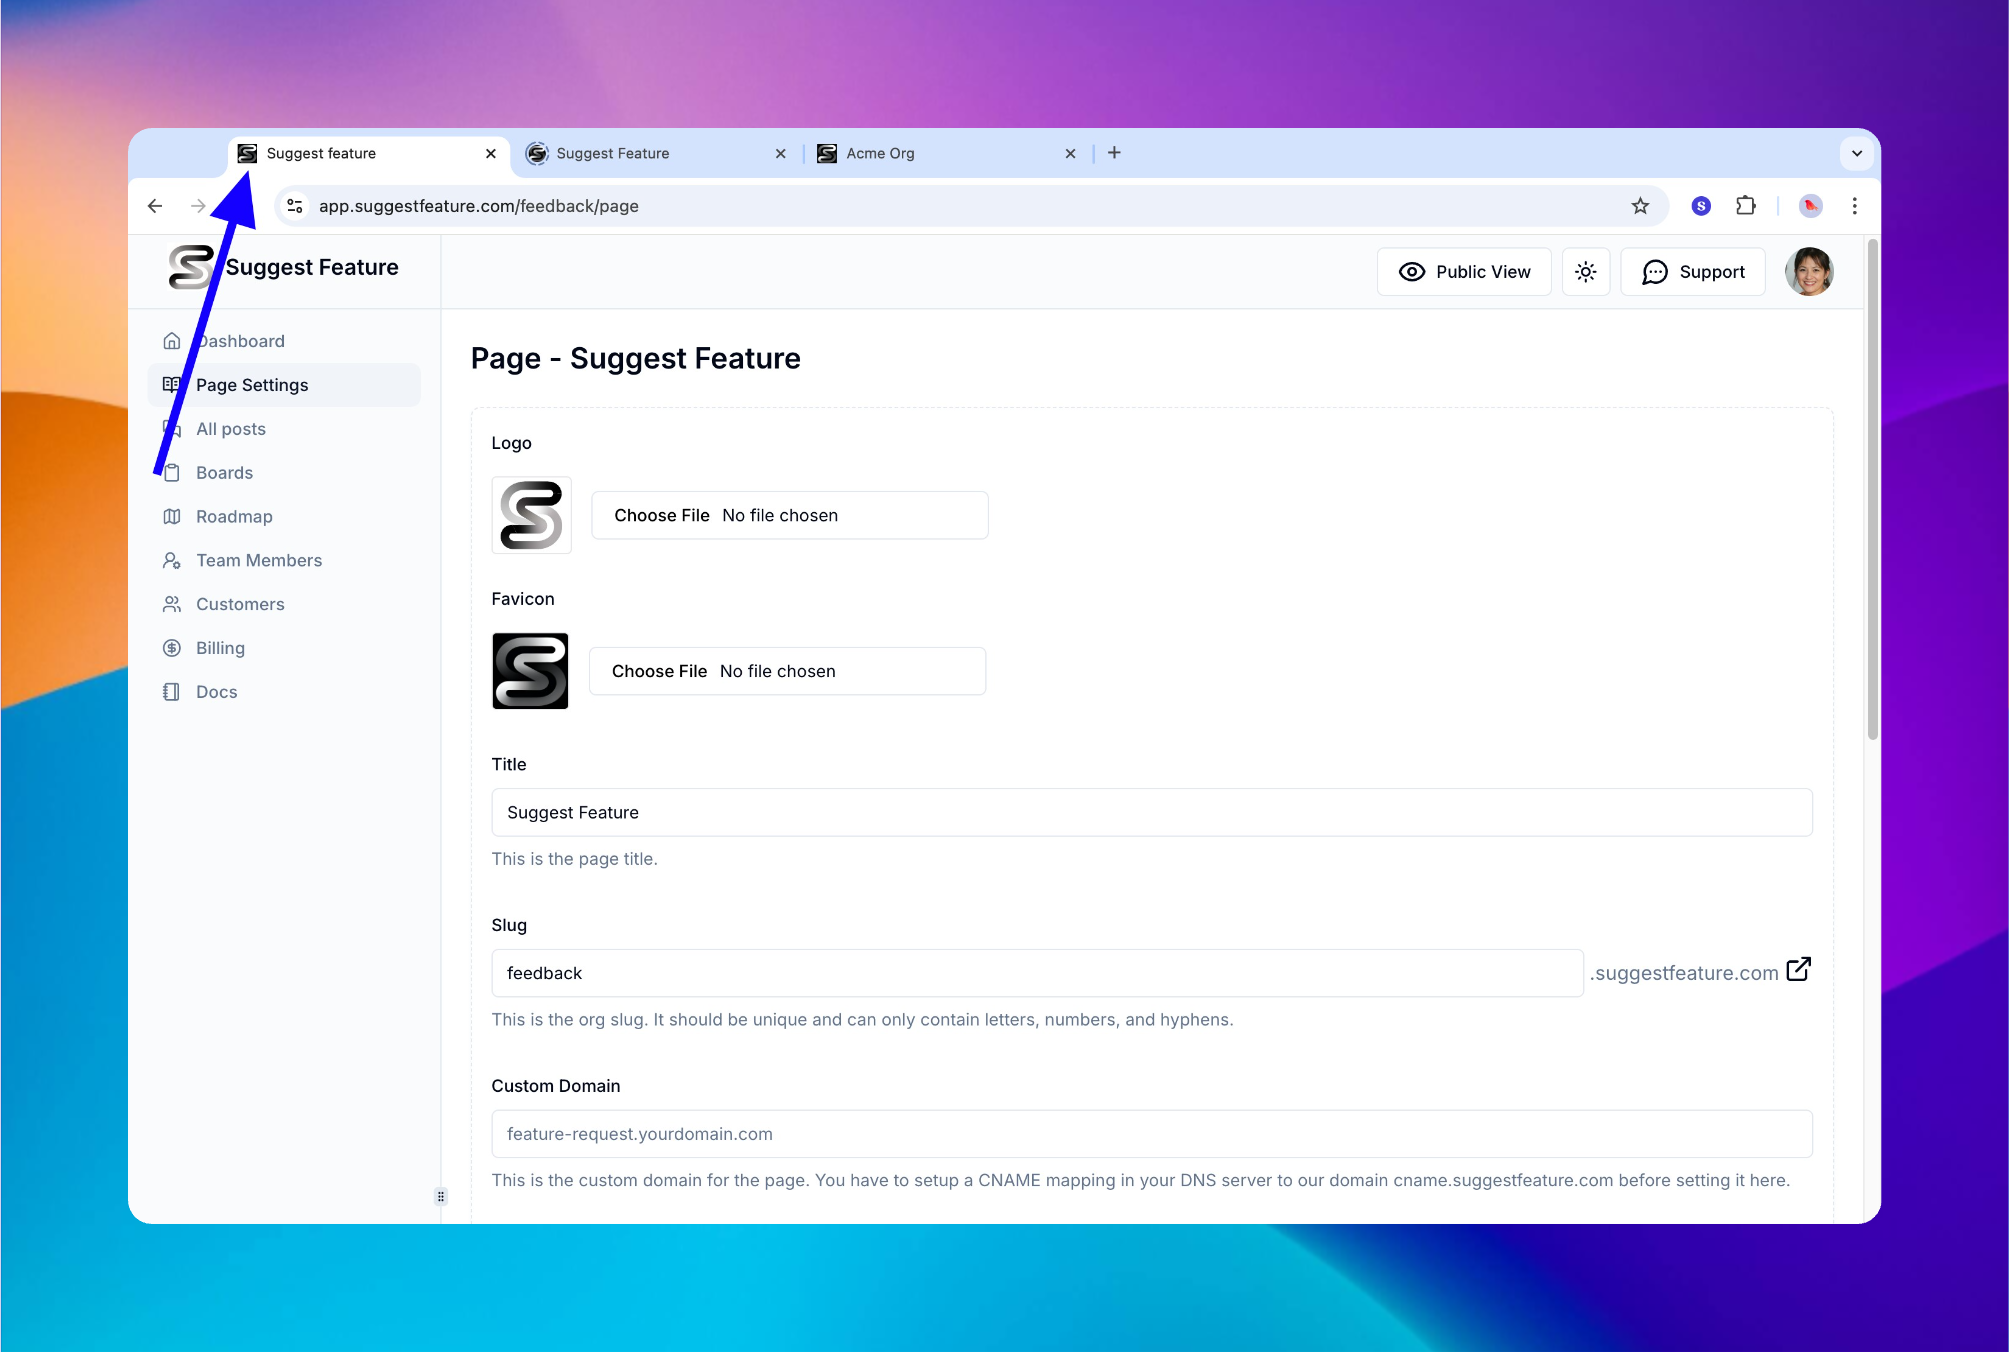 Suggest feature
Suggest Feature
Acme Org
app.suggestfeature.com/feedback/page
S
Suggest Feature
Public View
Support
Dashboard
Page Settings
All posts
Boards
Roadmap
Team Members
Customers
Billing
Docs
Page - Suggest Feature
Logo
Choose File No file chosen
Favicon
Choose File No file chosen
Title
Suggest Feature
This is the page title.
Slug
feedback
.suggestfeature.com
This is the org slug. It should be unique and can only contain letters, numbers, and hyphens.
Custom Domain
feature-request.yourdomain.com
This is the custom domain for the page. You have to setup a CNAME mapping in your DNS server to our domain cname.suggestfeature.com before setting it here.